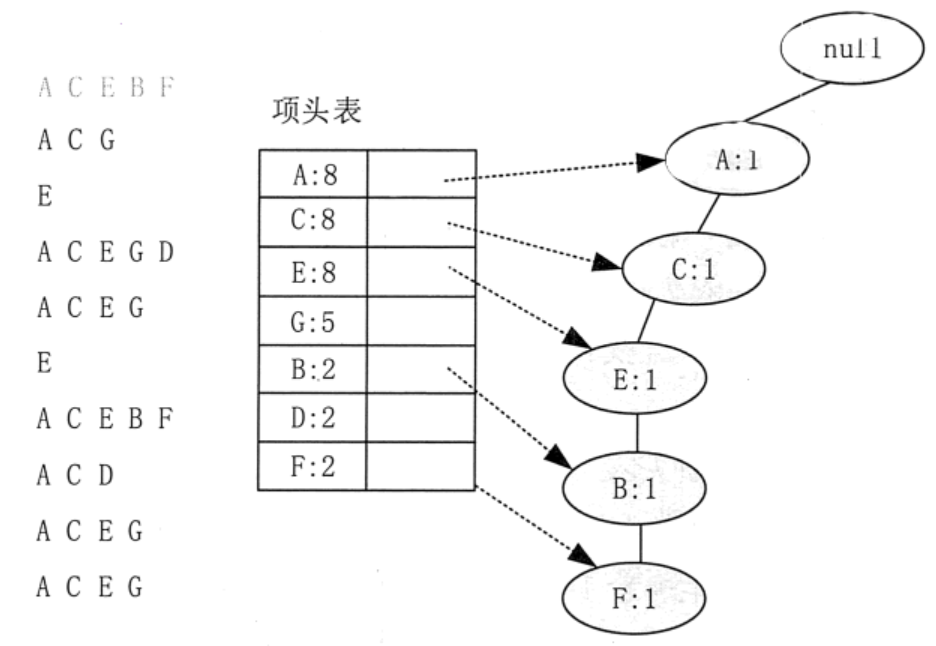 A C E B F
A C G
E
A C E G D
A C E G
E
A C E B F
A C D
A C E G
A C E G
项头表
A:8
C:8
E:8
G:5
B:2
D:2
F:2
null
A:1
C:1
E:1
B:1
F:1